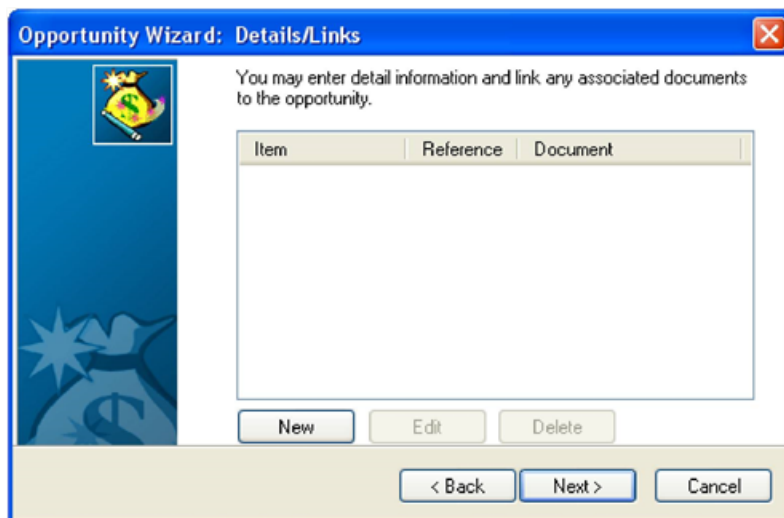 Opportunity Wizard: Details/Links
You may enter detail information and link any associated documents
to the opportunity.
Item Reference Document
New Edit Delete
< Back Next > Cancel